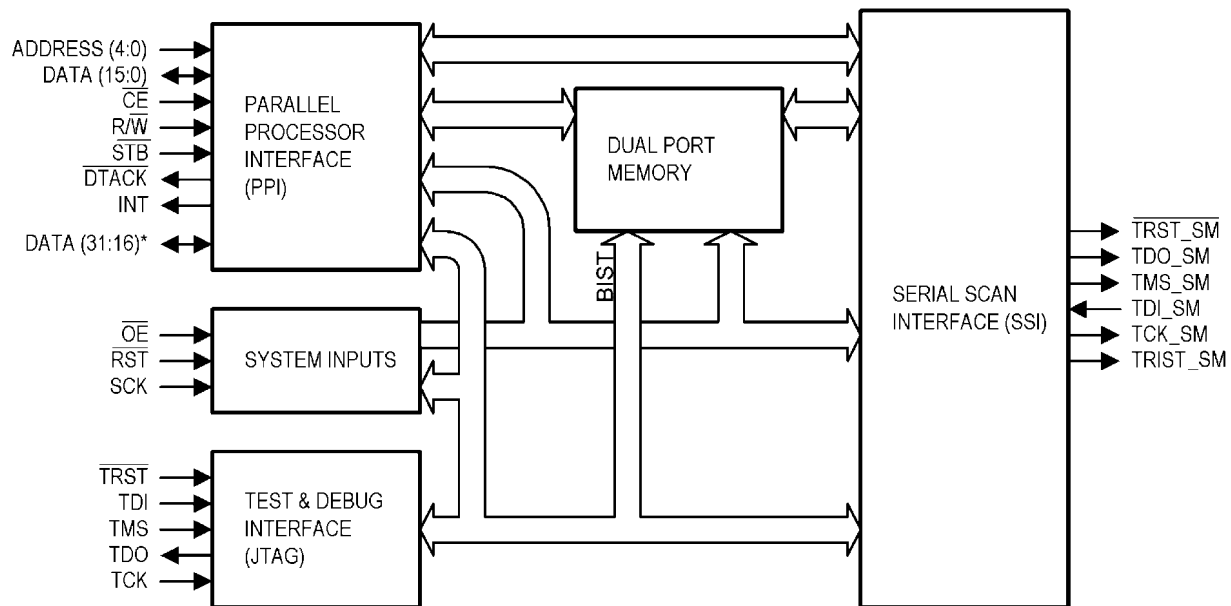 ADDRESS (4:0)
DATA (15:0)
CE
R/W
STB
DTACK
INT
DATA (31:16)*
PARALLEL
PROCESSOR
INTERFACE
(PPI)
DUAL PORT
MEMORY
BIST
OE
RST
SCK
SYSTEM INPUTS
TRST
TDI
TMS
TDO
TCK
TEST & DEBUG
INTERFACE
(JTAG)
SERIAL SCAN
INTERFACE (SSI)
TRST_SM
TDO_SM
TMS_SM
TDI_SM
TCK_SM
TRIST_SM